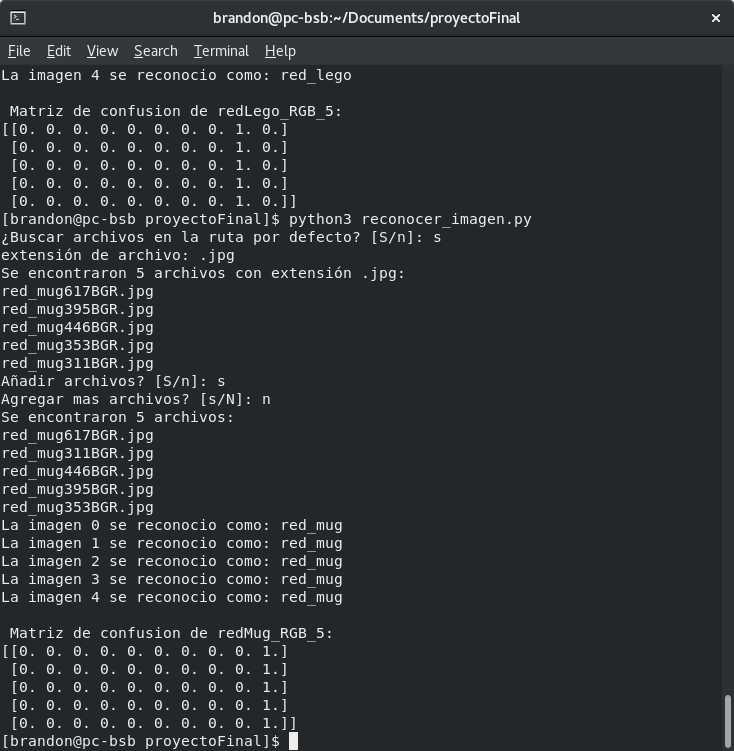 brandon@pc-bsb:~/Documents/proyectoFinal
File Edit View Search Terminal Help
La imagen 4 se reconocio como: red_lego
Matriz de confusion de redLego_RGB_5:
[[0. 0. 0. 0. 0. 0. 0. 0. 1. 0.]
[0. 0. 0. 0. 0. 0. 0. 0. 1. 0.]
[0. 0. 0. 0. 0. 0. 0. 0. 1. 0.]
[0. 0. 0. 0. 0. 0. 0. 0. 1. 0.]
[0. 0. 0. 0. 0. 0. 0. 0. 1. 0.]]
[brandon@pc-bsb proyectoFinal]$ python3 reconocer_imagen.py
¿Buscar archivos en la ruta por defecto? [S/n]: s
extensión de archivo: .jpg
Se encontraron 5 archivos con extensión .jpg:
red_mug617BGR.jpg
red_mug395BGR.jpg
red_mug446BGR.jpg
red_mug353BGR.jpg
red_mug311BGR.jpg
Añadir archivos? [S/n]: s
Agregar mas archivos? [s/N]: n
Se encontraron 5 archivos:
red_mug617BGR.jpg
red_mug311BGR.jpg
red_mug446BGR.jpg
red_mug395BGR.jpg
red_mug353BGR.jpg
La imagen 0 se reconocio como: red_mug
La imagen 1 se reconocio como: red_mug
La imagen 2 se reconocio como: red_mug
La imagen 3 se reconocio como: red_mug
La imagen 4 se reconocio como: red_mug
Matriz de confusion de redMug_RGB_5:
[[0. 0. 0. 0. 0. 0. 0. 0. 0. 1.]
[0. 0. 0. 0. 0. 0. 0. 0. 0. 1.]
[0. 0. 0. 0. 0. 0. 0. 0. 0. 1.]
[0. 0. 0. 0. 0. 0. 0. 0. 0. 1.]
[0. 0. 0. 0. 0. 0. 0. 0. 0. 1.]]
[brandon@pc-bsb proyectoFinal]$